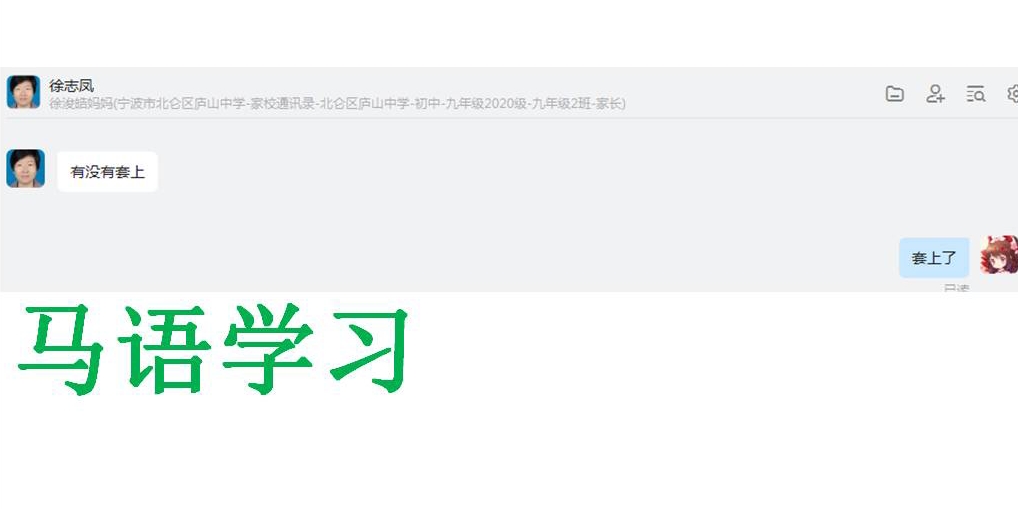 徐志凤
徐浚皓妈妈(宁波市北仑区庐山中学-家校通讯录-北仑区庐山中学-初中-九年级2020级-九年级2班-家长)
有没有套上
套上了
已读
马语学习